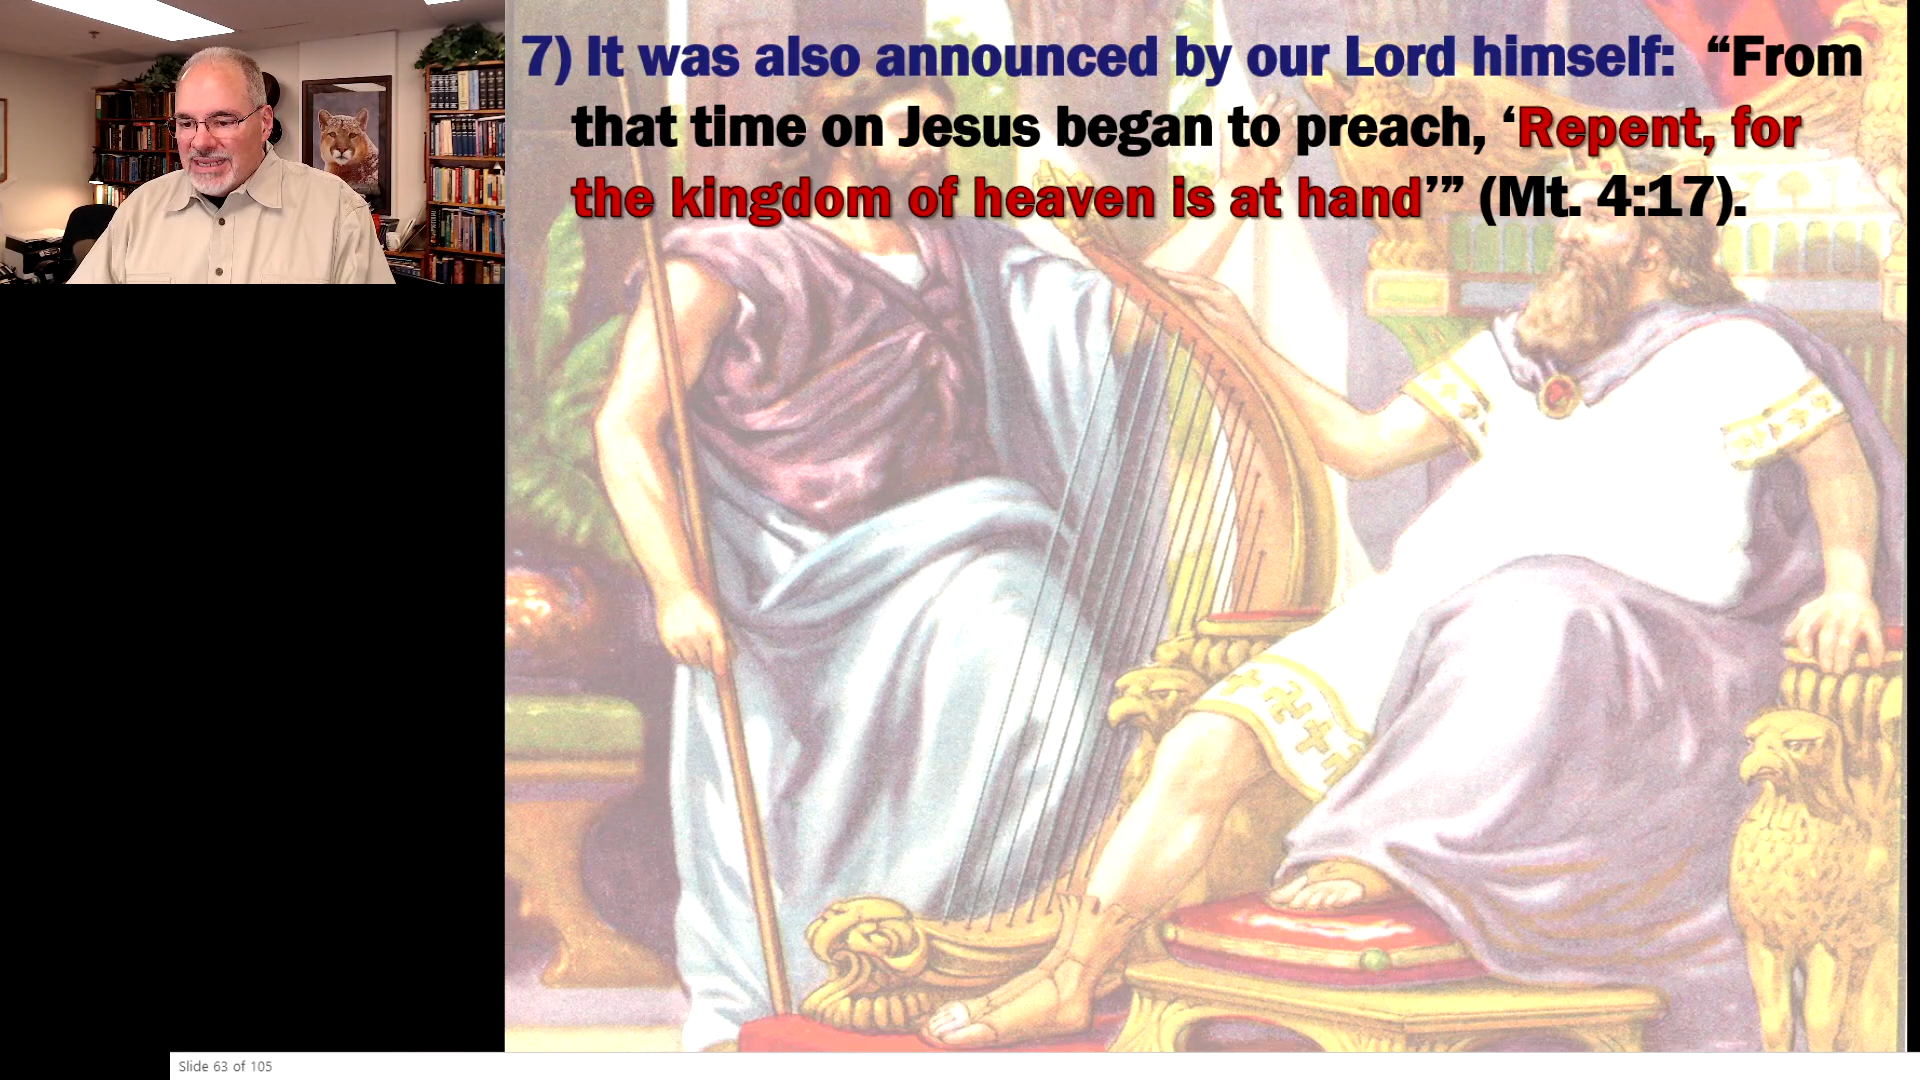 7) It was also announced by our Lord himself: “From
that time on Jesus began to preach, ‘Repent, for
the kingdom of heaven is at hand’” (Mt. 4:17).
Slide 63 of 105